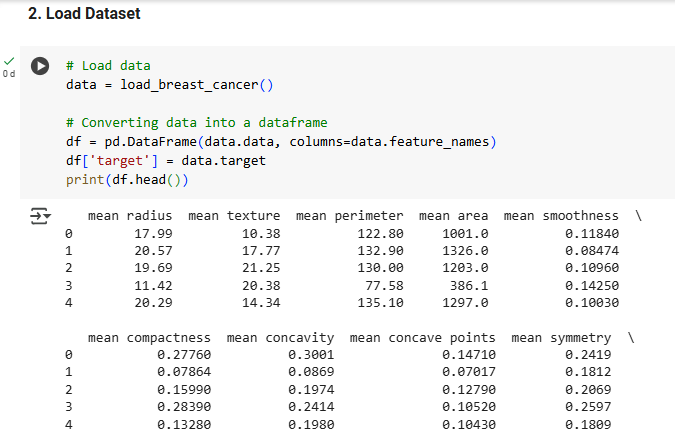 2. Load Dataset
0 d
# Load data
data = load_breast_cancer()
# Converting data into a dataframe
df = pd.DataFrame(data.data, columns=data.feature_names)
df['target'] = data.target
print(df.head())
mean radius  mean texture  mean perimeter  mean area  mean smoothness  \
0        17.99         10.38          122.80     1001.0          0.11840
1        20.57         17.77          132.90     1326.0          0.08474
2        19.69         21.25          130.00     1203.0          0.10960
3        11.42         20.38           77.58      386.1          0.14250
4        20.29         14.34          135.10     1297.0          0.10030
mean compactness  mean concavity  mean concave points  mean symmetry  \
0           0.27760          0.3001              0.14710         0.2419
1           0.07864          0.0869              0.07017         0.1812
2           0.15990          0.1974              0.12790         0.2069
3           0.28390          0.2414              0.10520         0.2597
4           0.13280          0.1980              0.10430         0.1809